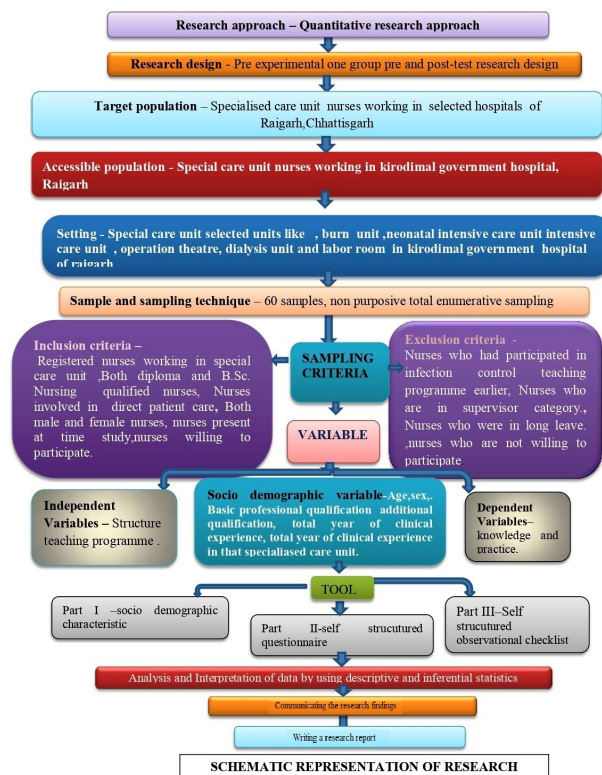 Research approach – Quantitative research approach
Research design - Pre experimental one group pre and post-test research design
Target population – Specialised care unit nurses working in selected hospitals of
Raigarh,Chhattisgarh
Accessible population - Special care unit nurses working in kirodimal government hospital,
Raigarh
Setting - Special care unit selected units like , burn unit ,neonatal intensive care unit intensive
care unit , operation theatre, dialysis unit and labor room in kirodimal government hospital
of raigarh
Sample and sampling technique – 60 samples, non purposive total enumerative sampling
Inclusion criteria –
Registered nurses working in special
care unit ,Both diploma and B.Sc.
Nursing qualified nurses, Nurses
involved in direct patient care, Both
male and female nurses, nurses present
at time study,nurses willing to
participate.
SAMPLING
CRITERIA
Exclusion criteria -
Nurses who had participated in
infection control teaching
programme earlier, Nurses who
are in supervisor category.,
Nurses who were in long leave.
,nurses who are not willing to
participate
VARIABLE
Independent
Variables – Structure
teaching programme .
Socio demographic variable-Age,sex,.
Basic professional qualification additional
qualification, total year of clinical
experience, total year of clinical experience
in that specialiased care unit.
Dependent
Variables–
knowledge and
practice.
TOOL
Part I –socio demographic
characteristic
Part II-self strucutured
questionnaire
Part III–Self
strucutured
observational checklist
Analysis and Interpretation of data by using descriptive and inferential statistics
Communicating the research findings
Writing a research report
SCHEMATIC REPRESENTATION OF RESEARCH